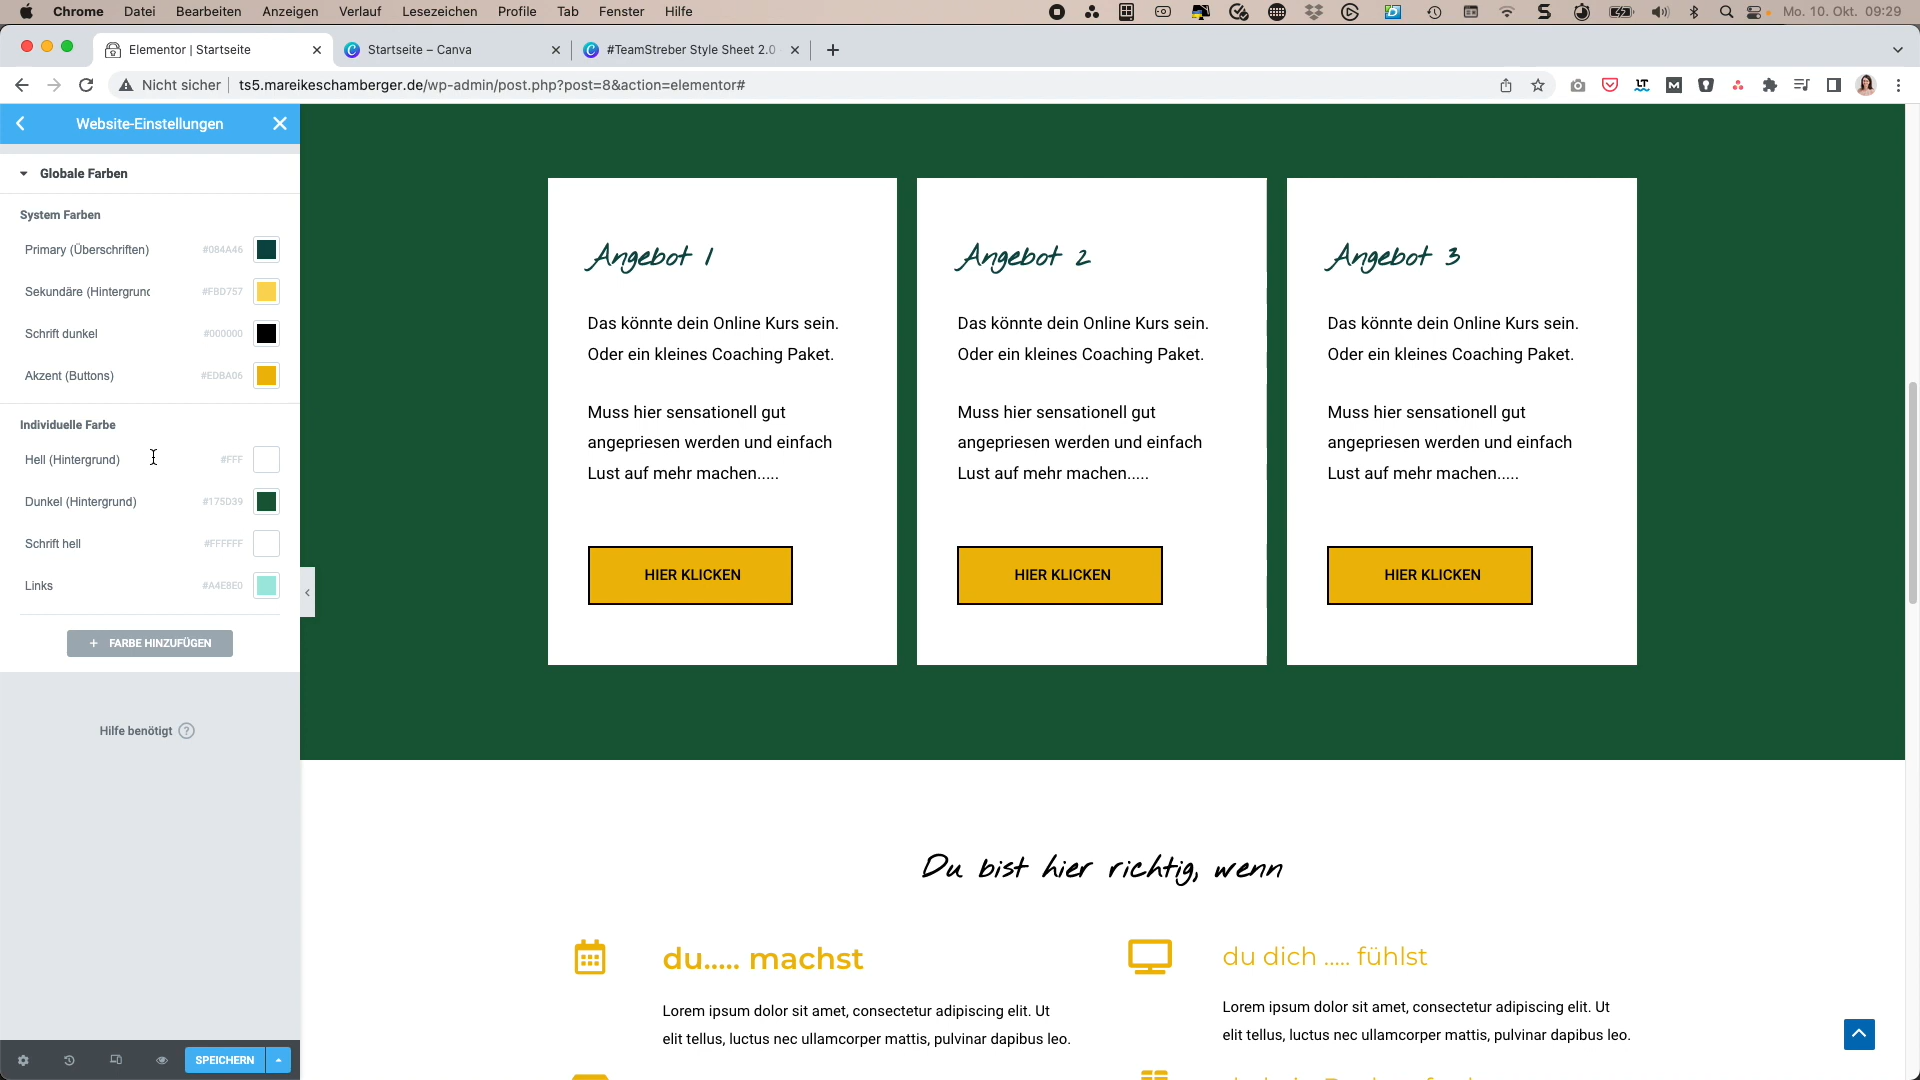 Chrome Datei Bearbeiten Anzeigen Verlauf Lesezeichen Profile Tab Fenster Hilfe Mo. 10. Okt. 09:29
Elementor | Startseite Startseite – Canva #TeamStreber Style Sheet 2.0
Nicht sicher ts5.mareikeschamberger.de/wp-admin/post.php?post=8&action=elementor#
Website-Einstellungen
Globale Farben
System Farben
Primary (Überschriften) #084A46
Sekundäre (Hintergrund #FBD757
Schrift dunkel #000000
Akzent (Buttons) #EDBA06
Individuelle Farbe
Hell (Hintergrund) #FFF
Dunkel (Hintergrund) #175D39
Schrift hell #FFFFFF
Links #A4E8E0
+ FARBE HINZUFÜGEN
Hilfe benötigt ?
SPEICHERN
Angebot 1
Das könnte dein Online Kurs sein.
Oder ein kleines Coaching Paket.
Muss hier sensationell gut
angepriesen werden und einfach
Lust auf mehr machen.....
HIER KLICKEN
Angebot 2
Das könnte dein Online Kurs sein.
Oder ein kleines Coaching Paket.
Muss hier sensationell gut
angepriesen werden und einfach
Lust auf mehr machen.....
HIER KLICKEN
Angebot 3
Das könnte dein Online Kurs sein.
Oder ein kleines Coaching Paket.
Muss hier sensationell gut
angepriesen werden und einfach
Lust auf mehr machen.....
HIER KLICKEN
Du bist hier richtig, wenn
du..... machst
Lorem ipsum dolor sit amet, consectetur adipiscing elit. Ut
elit tellus, luctus nec ullamcorper mattis, pulvinar dapibus leo.
du dich ..... fühlst
Lorem ipsum dolor sit amet, consectetur adipiscing elit. Ut
elit tellus, luctus nec ullamcorper mattis, pulvinar dapibus leo.